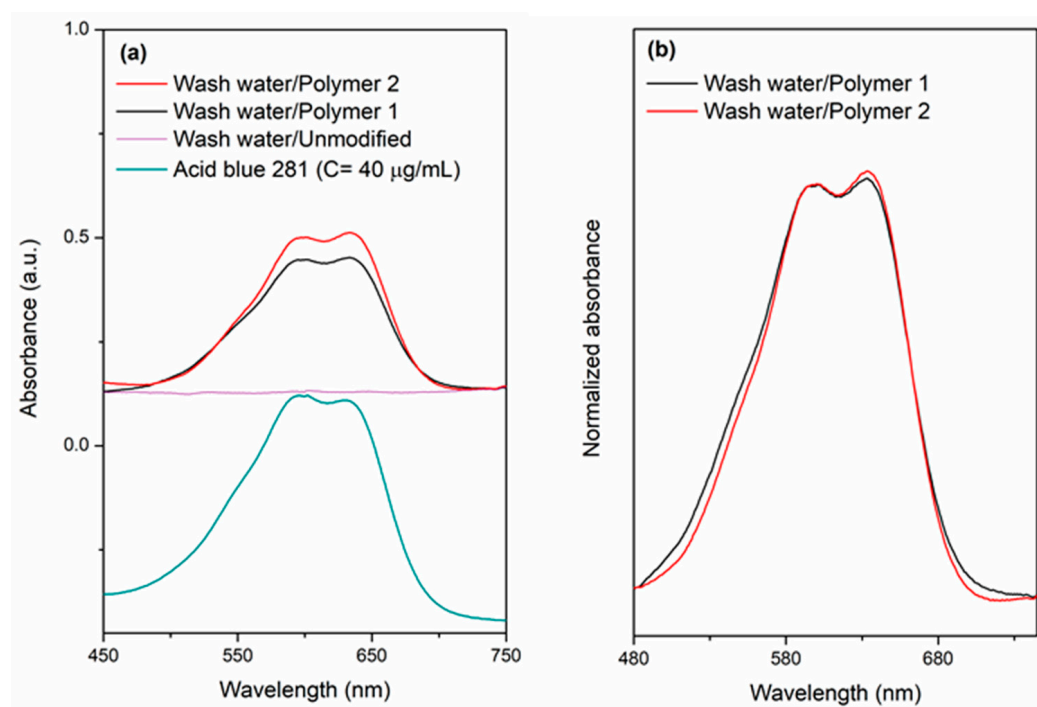 (a)
Wash water/Polymer 2
Wash water/Polymer 1
Wash water/Unmodified
Acid blue 281 (C= 40 μg/mL)
1.0
0.5
0.0
Absorbance (a.u.)
450 550 650 750
Wavelength (nm)
(b)
Wash water/Polymer 1
Wash water/Polymer 2
Normalized absorbance
480 580 680
Wavelength (nm)